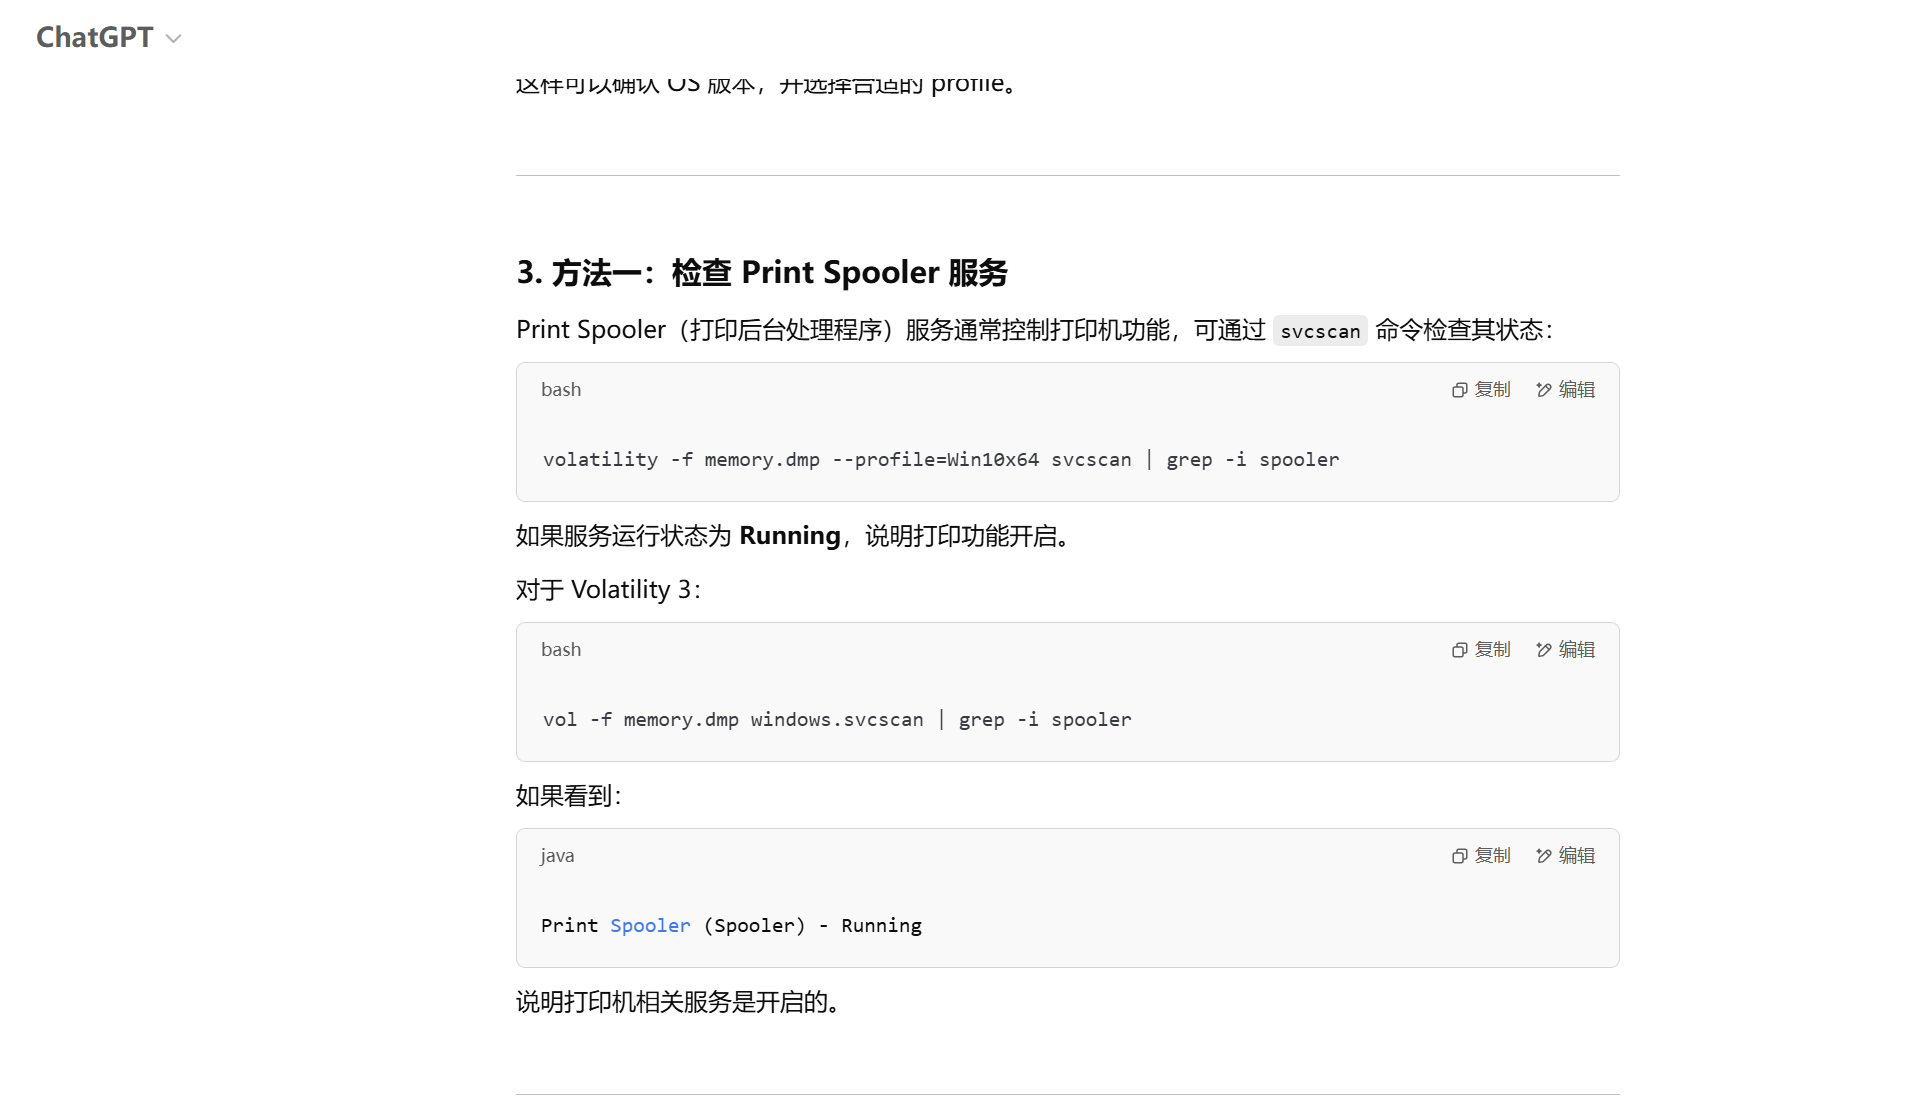 ChatGPT
这样可以确认 OS 版本，并选择合适的 profile。
3. 方法一：检查 Print Spooler 服务
Print Spooler（打印后台处理程序）服务通常控制打印机功能，可通过 svcscan 命令检查其状态：
bash 复制 编辑
volatility -f memory.dmp --profile=Win10x64 svcscan | grep -i spooler
如果服务运行状态为 Running，说明打印功能开启。
对于 Volatility 3：
bash 复制 编辑
vol -f memory.dmp windows.svcscan | grep -i spooler
如果看到：
java 复制 编辑
Print Spooler (Spooler) - Running
说明打印机相关服务是开启的。